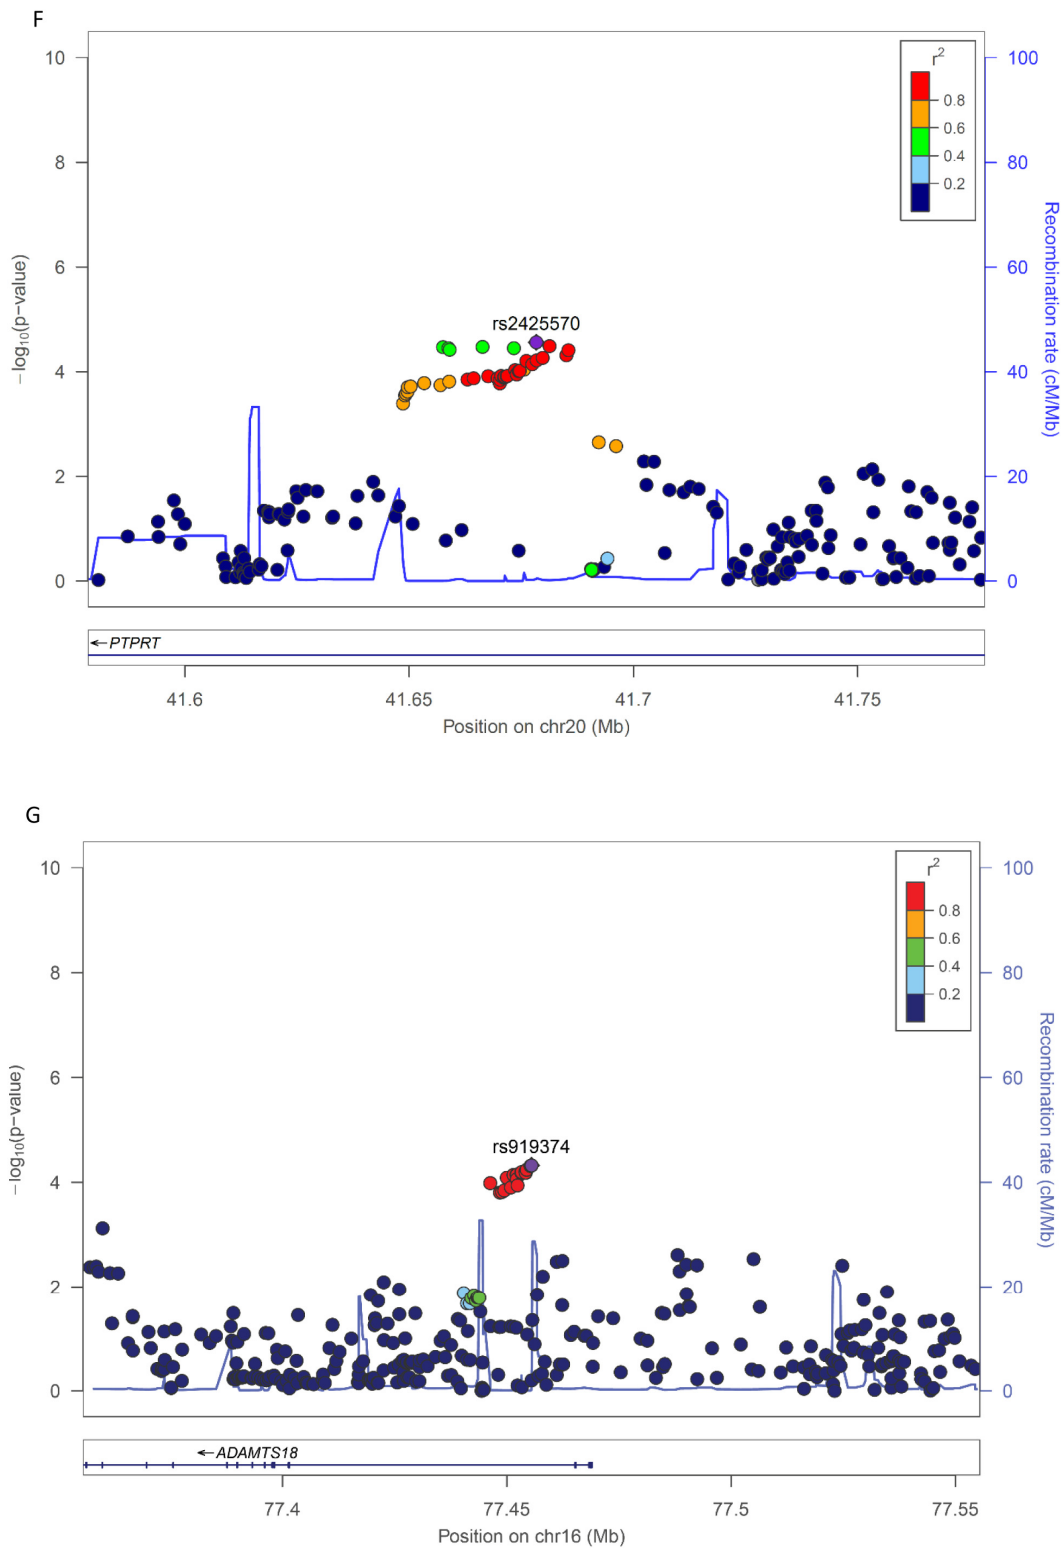 F
10
8
6
4
2
0
−log10(p−value)
100
80
60
40
20
0
Recombination rate (cM/Mb)
r2
0.8
0.6
0.4
0.2
rs2425570
←PTPRT
41.6
41.65
41.7
41.75
Position on chr20 (Mb)
G
10
8
6
4
2
0
−log10(p−value)
100
80
60
40
20
0
Recombination rate (cM/Mb)
r2
0.8
0.6
0.4
0.2
rs919374
←ADAMTS18
77.4
77.45
77.5
77.55
Position on chr16 (Mb)